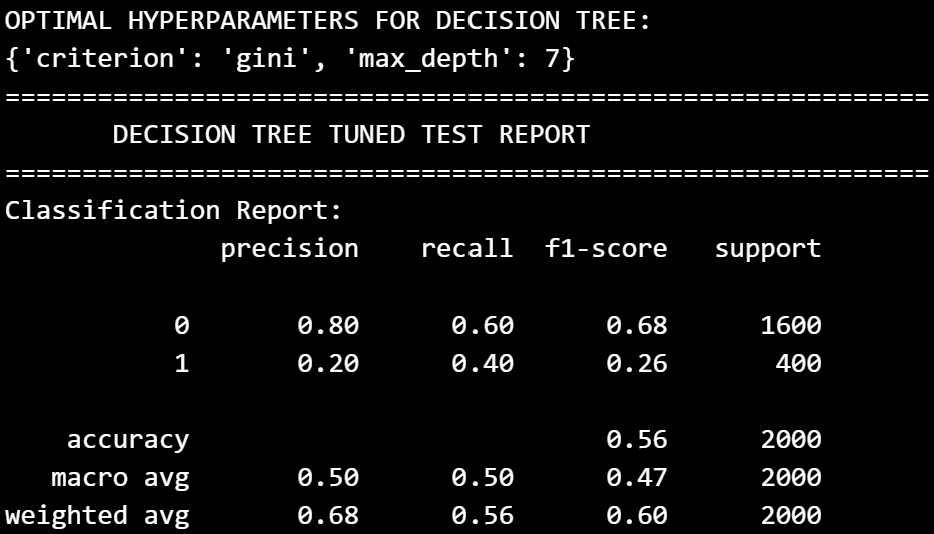 OPTIMAL HYPERPARAMETERS FOR DECISION TREE:
{'criterion': 'gini', 'max_depth': 7}
============================================================
DECISION TREE TUNED TEST REPORT
============================================================
Classification Report:
precision recall f1-score support
0 0.80 0.60 0.68 1600
1 0.20 0.40 0.26 400
accuracy 0.56 2000
macro avg 0.50 0.50 0.47 2000
weighted avg 0.68 0.56 0.60 2000